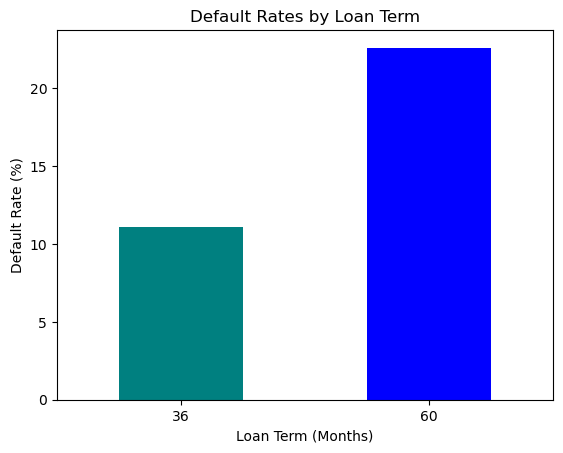 Default Rates by Loan Term
Default Rate (%)
20
15
10
5
0
36
60
Loan Term (Months)